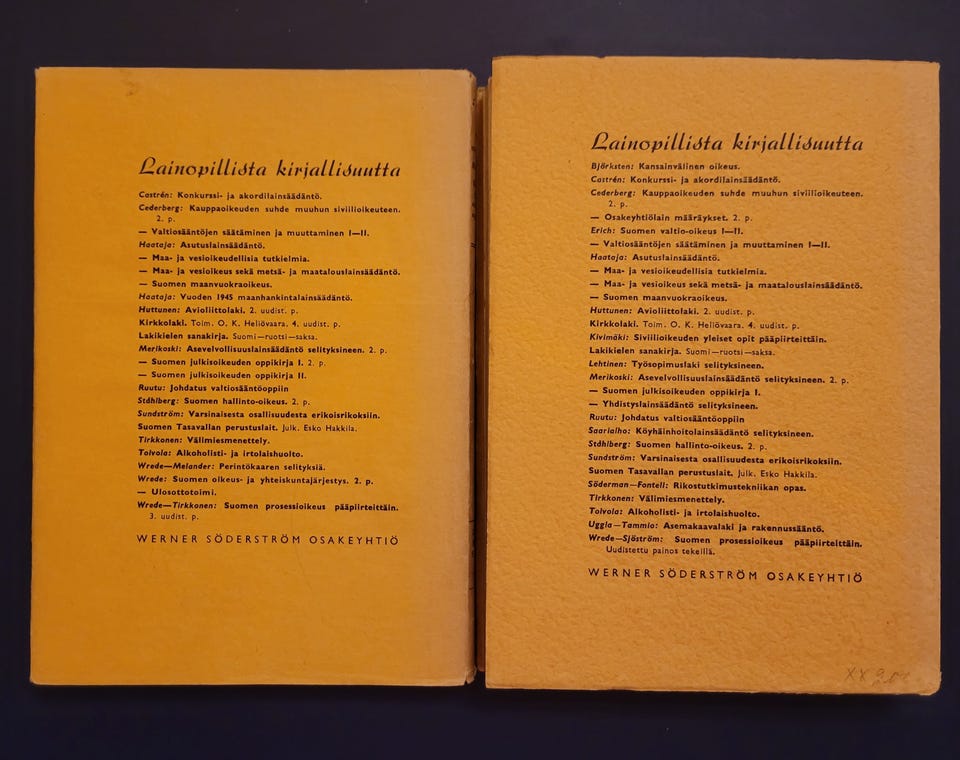 Lainopillista kirjallisuutta
Castrén: Konkurssi- ja akordilainsäädäntö.
Cederberg: Kauppaoikeuden suhde muuhun siviilioikeuteen.
2. p.
— Valtiosääntöjen säätäminen ja muuttaminen I—II.
Haataja: Asutuslainsäädäntö.
— Maa- ja vesioikeudellisia tutkielmia.
— Maa- ja vesioikeus sekä metsä- ja maatalouslainsäädäntö.
— Suomen maanvuokraoikeus.
Haataja: Vuoden 1945 maanhankintalainsäädäntö.
Huttunen: Avioliittolaki. 2. uudist. p.
Kirkkolaki. Toim. O. K. Heliövaara. 4. uudist. p.
Lakikielen sanakirja. Suomi—ruotsi—saksa.
Merikoski: Asevelvollisuuslainsäädäntö selityksineen. 2. p.
— Suomen julkisoikeuden oppikirja I. 2. p.
— Suomen julkisoikeuden oppikirja II.
Ruutu: Johdatus valtiosääntöoppiin
Ståhlberg: Suomen hallinto-oikeus. 2. p.
Sundström: Varsinaisesta osallisuudesta erikoisrikoksiin.
Suomen Tasavallan perustuslait. Julk. Esko Hakkila.
Tirkkonen: Välimiesmenettely.
Toivola: Alkoholisti- ja irtolaishuolto.
Wrede—Melander: Perintökaaren selityksiä.
Wrede: Suomen oikeus- ja yhteiskuntajärjestys. 2. p.
— Ulosottotoimi.
Wrede—Tirkkonen: Suomen prosessioikeus pääpiirteittäin.
3. uudist. p.
WERNER SÖDERSTRÖM OSAKEYHTIÖ
Lainopillista kirjallisuutta
Björksten: Kansainvälinen oikeus.
Castrén: Konkurssi- ja akordilainsäädäntö.
Cederberg: Kauppaoikeuden suhde muuhun siviilioikeuteen.
2. p.
— Osakeyhtiölain määräykset. 2. p.
Erich: Suomen valtio-oikeus I—II.
— Valtiosääntöjen säätäminen ja muuttaminen I—II.
Haataja: Asutuslainsäädäntö.
— Maa- ja vesioikeudellisia tutkielmia.
— Maa- ja vesioikeus sekä metsä- ja maatalouslainsäädäntö.
— Suomen maanvuokraoikeus.
Huttunen: Avioliittolaki. 2. uudist. p.
Kirkkolaki. Toim. O. K. Heliövaara. 4. uudist. p.
Kivimäki: Siviilioikeuden yleiset opit pääpiirteittäin.
Lakikielen sanakirja. Suomi—ruotsi—saksa.
Lehtinen: Työsopimuslaki selityksineen.
Merikoski: Asevelvollisuuslainsäädäntö selityksineen. 2. p.
— Suomen julkisoikeuden oppikirja I.
— Yhdistyslainsäädäntö selityksineen.
Ruutu: Johdatus valtiosääntöoppiin
Saarialho: Köyhäinhoitolainsäädäntö selityksineen.
Ståhlberg: Suomen hallinto-oikeus. 2. p.
Sundström: Varsinaisesta osallisuudesta erikoisrikoksiin.
Suomen Tasavallan perustuslait. Julk. Esko Hakkila.
Söderman—Fontell: Rikostutkimustekniikan opas.
Tirkkonen: Välimiesmenettely.
Toivola: Alkoholisti- ja irtolaishuolto.
Uggla—Tammio: Asemakaavalaki ja rakennussääntö.
Wrede—Sjöström: Suomen prosessioikeus pääpiirteittäin.
Uudistettu painos tekeillä.
WERNER SÖDERSTRÖM OSAKEYHTIÖ